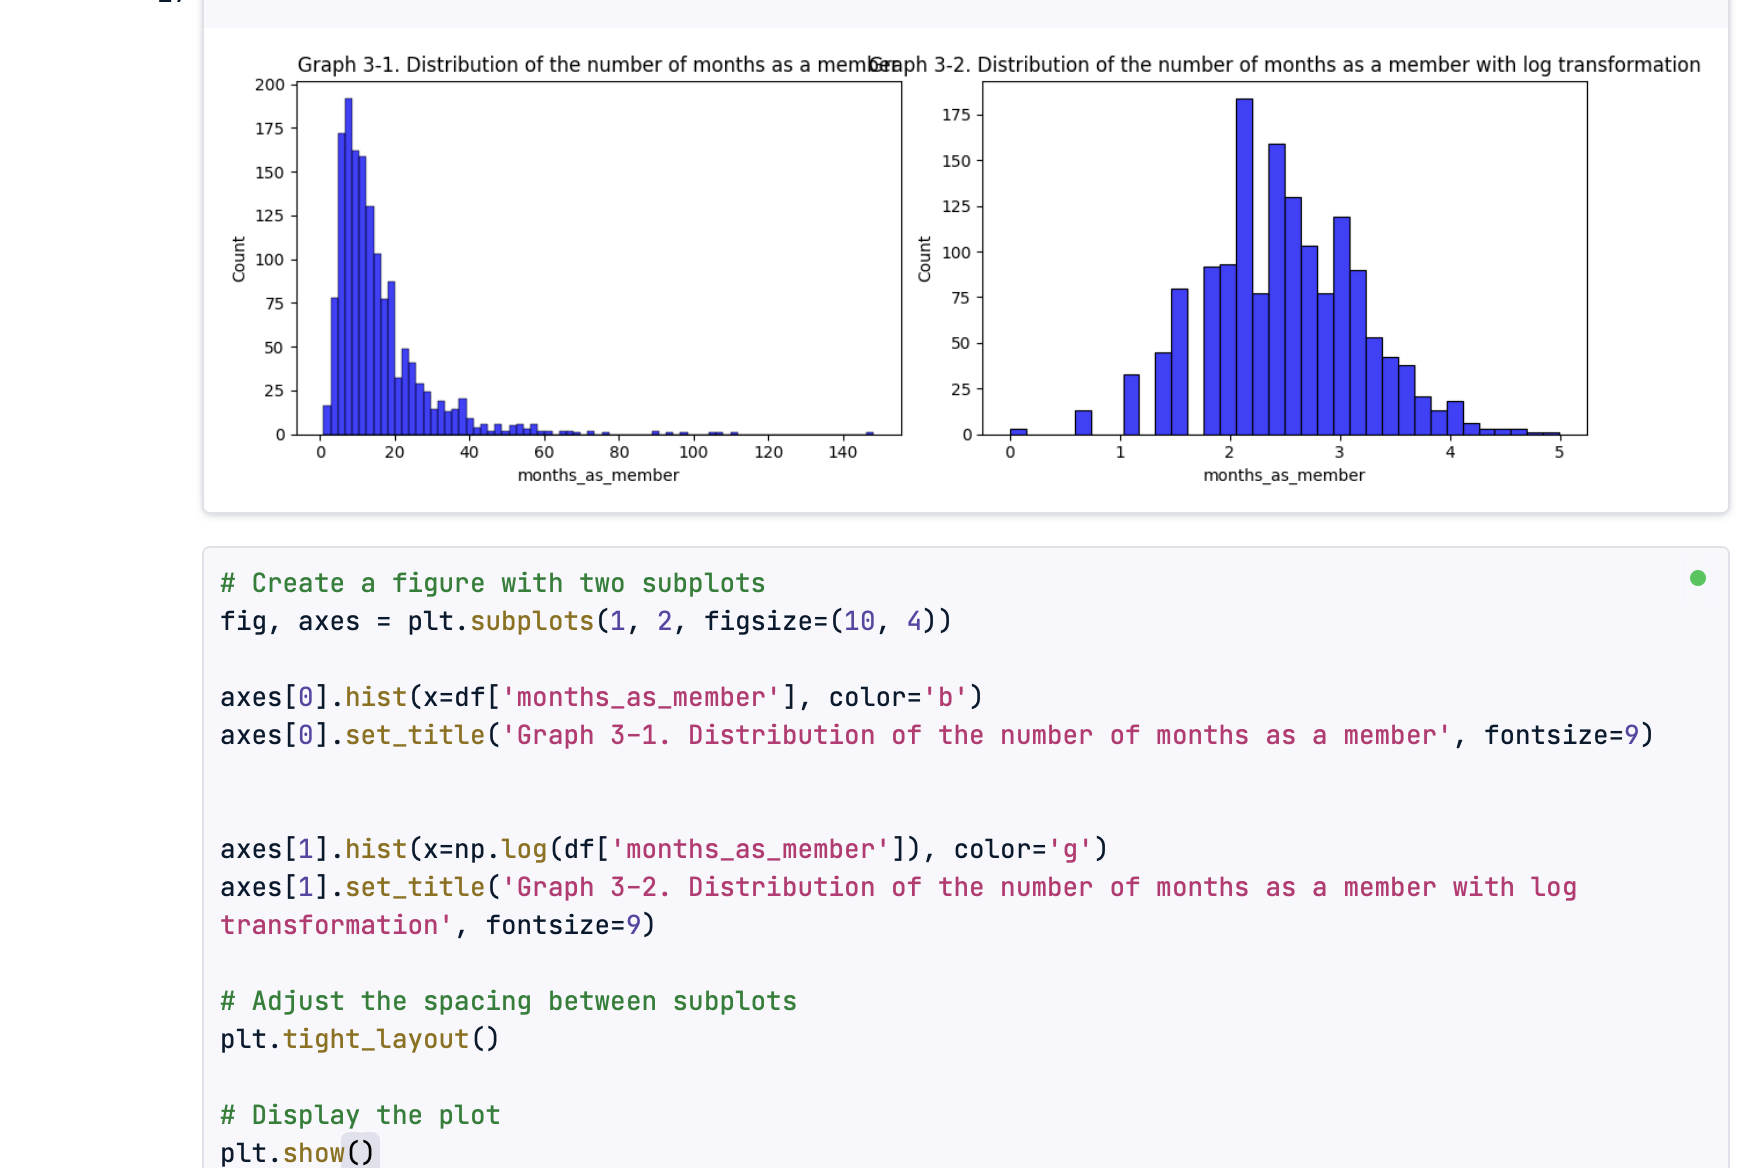 Graph 3-1. Distribution of the number of months as a member
Graph 3-2. Distribution of the number of months as a member with log transformation
200
175
150
125
100
75
50
25
0
Count
0 20 40 60 80 100 120 140
months_as_member
175
150
125
100
75
50
25
0
Count
0 1 2 3 4 5
months_as_member
# Create a figure with two subplots
fig, axes = plt.subplots(1, 2, figsize=(10, 4))
axes[0].hist(x=df['months_as_member'], color='b')
axes[0].set_title('Graph 3-1. Distribution of the number of months as a member', fontsize=9)
axes[1].hist(x=np.log(df['months_as_member']), color='g')
axes[1].set_title('Graph 3-2. Distribution of the number of months as a member with log
transformation', fontsize=9)
# Adjust the spacing between subplots
plt.tight_layout()
# Display the plot
plt.show()